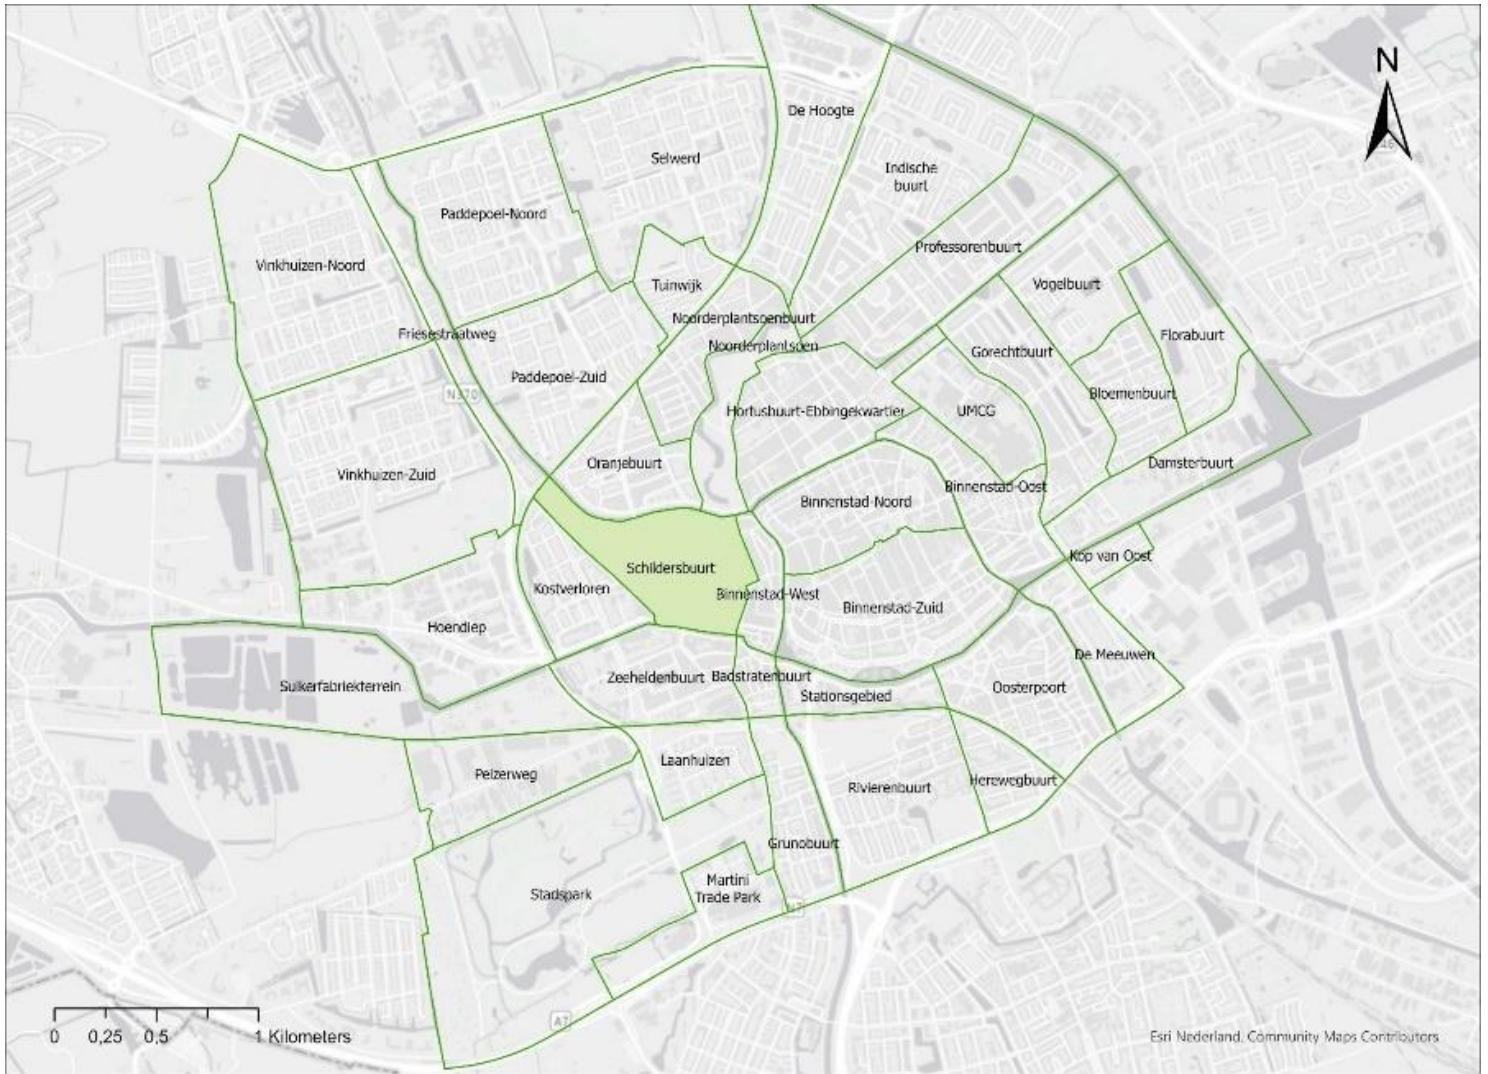 N
De Hoogte
Selwerd
Indische
buurt
Paddepoel-Noord
Professorenbuurt
Vinkhuizen-Noord
Tuinwijk
Vogelbuurt
Noorderplantsoenbuurt
Friesestraatweg
Florabuurt
Noorderplantsoen
Gorechtbuurt
Paddepoel-Zuid
N370
Bloemenbuurt
Hortusbuurt-Ebbingekwartier
UMCG
Oranjebuurt
Damsterbuurt
Vinkhuizen-Zuid
Binnenstad-Oost
Binnenstad-Noord
Kop van Oost
Schildersbuurt
Kostverloren
Binnenstad-West
Binnenstad-Zuid
Hoendiep
De Meeuwen
Zeeheldenbuurt
Badstratenbuurt
Suikerfabriekterrein
Oosterpoort
Stationsgebied
Laanhuizen
Peizerweg
Herewegbuurt
Rivierenbuurt
Grunobuurt
Martini
Trade Park
Stadspark
N7
A7
0 0,25 0,5 1 Kilometers
Esri Nederland, Community Maps Contributors